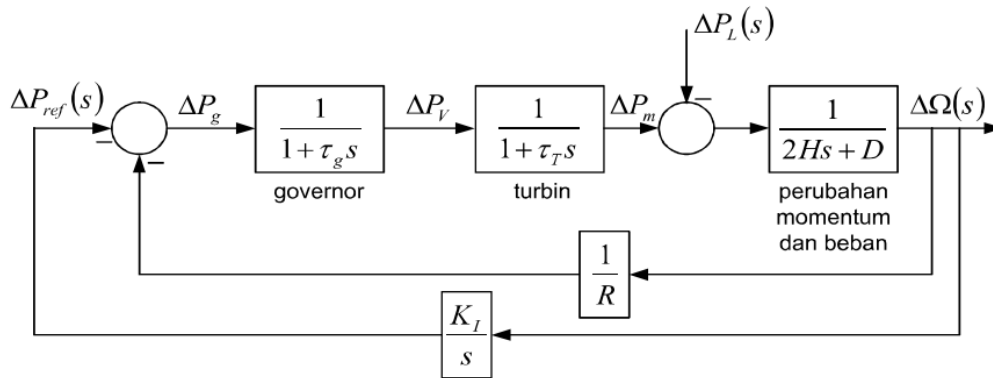 ΔP_L(s)
ΔP_ref(s)
ΔP_g
ΔP_V
ΔP_m
ΔΩ(s)
−
−
−
1
1 + τ_g s
1
1 + τ_T s
1
2Hs + D
governor
turbin
perubahan
momentum
dan beban
1
R
K_I
s